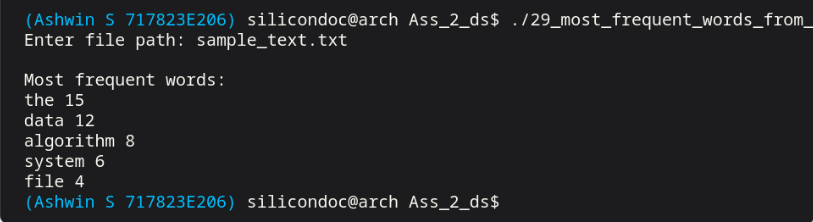 (Ashwin S 717823E206) silicondoc@arch Ass_2_ds$ ./29_most_frequent_words_from_
Enter file path: sample_text.txt
Most frequent words:
the 15
data 12
algorithm 8
system 6
file 4
(Ashwin S 717823E206) silicondoc@arch Ass_2_ds$